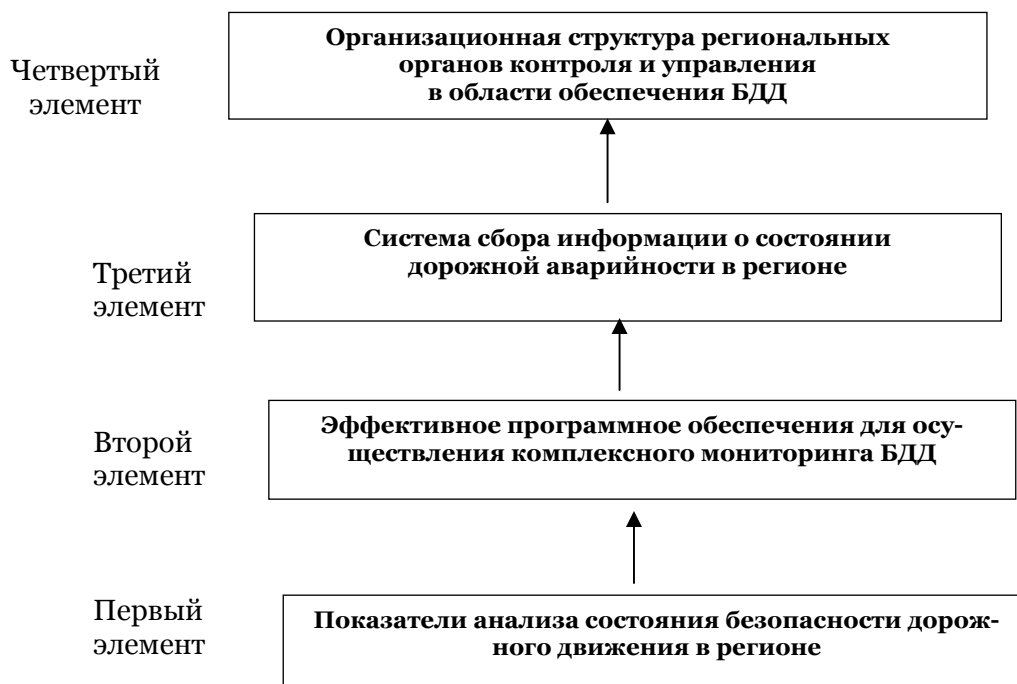 Четвертый
элемент
Организационная структура региональных
органов контроля и управления
в области обеспечения БДД
Третий
элемент
Система сбора информации о состоянии
дорожной аварийности в регионе
Второй
элемент
Эффективное программное обеспечения для осу-
ществления комплексного мониторинга БДД
Первый
элемент
Показатели анализа состояния безопасности дорож-
ного движения в регионе